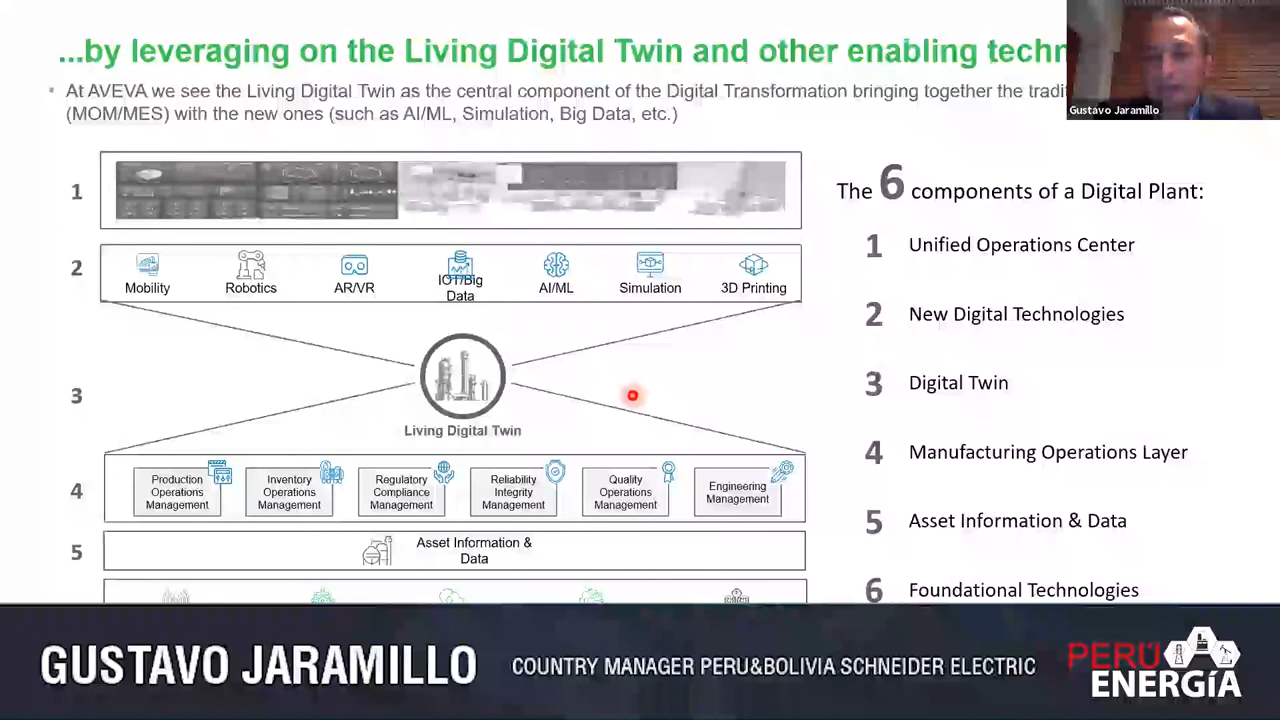 ...by leveraging on the Living Digital Twin and other enabling
At AVEVA we see the Living Digital Twin as the central component of the Digital Transformation bringing together the
(MOM/MES) with the new ones (such as AI/ML, Simulation, Big Data, etc.)
Gustavo Jaramillo
1
2
Mobility
Robotics
AR/VR
IOT/Big
Data
AI/ML
Simulation
3D Printing
3
Living Digital Twin
4
Production
Operations
Management
Inventory
Operations
Management
Regulatory
Compliance
Management
Reliability
Integrity
Management
Quality
Operations
Management
Engineering
Management
5
Asset Information &
Data
The 6 components of a Digital Plant:
1 Unified Operations Center
2 New Digital Technologies
3 Digital Twin
4 Manufacturing Operations Layer
5 Asset Information & Data
6 Foundational Technologies
GUSTAVO JARAMILLO
COUNTRY MANAGER PERU&BOLIVIA SCHNEIDER ELECTRIC
PERÚ
ENERGÍA